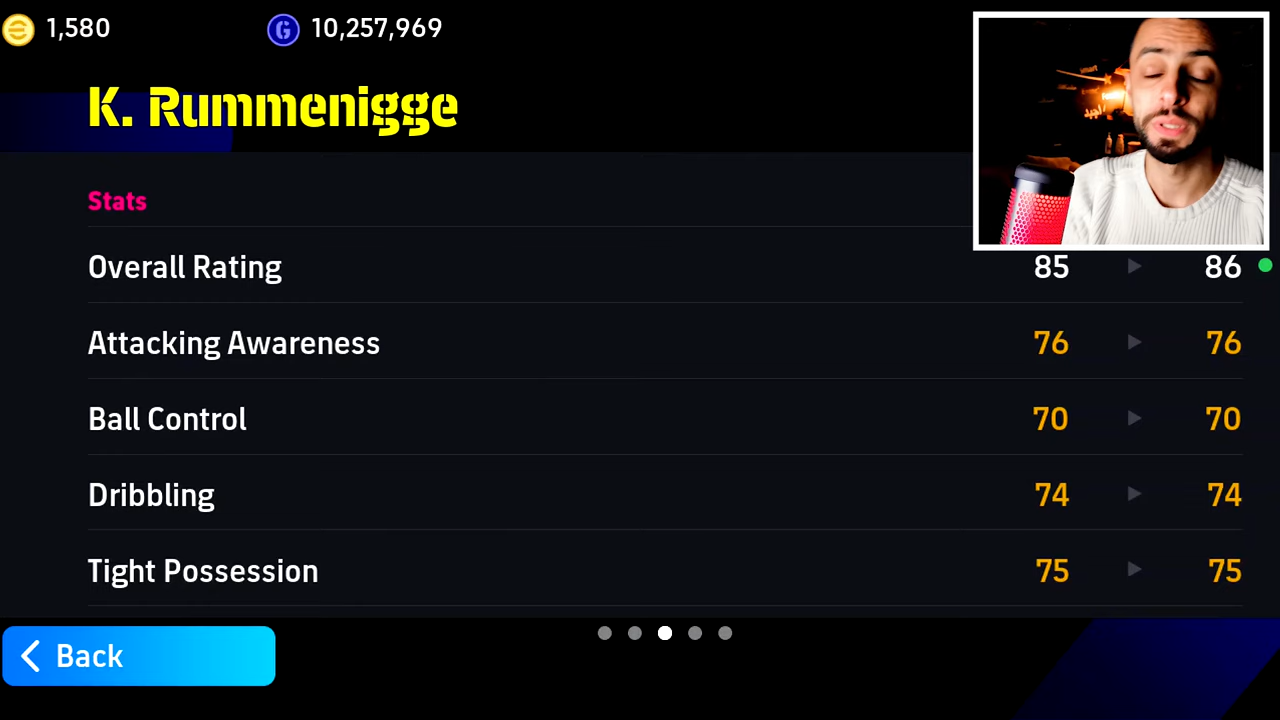 1,580
10,257,969
K. Rummenigge
Stats
Overall Rating 85 86
Attacking Awareness 76 76
Ball Control 70 70
Dribbling 74 74
Tight Possession 75 75
Back